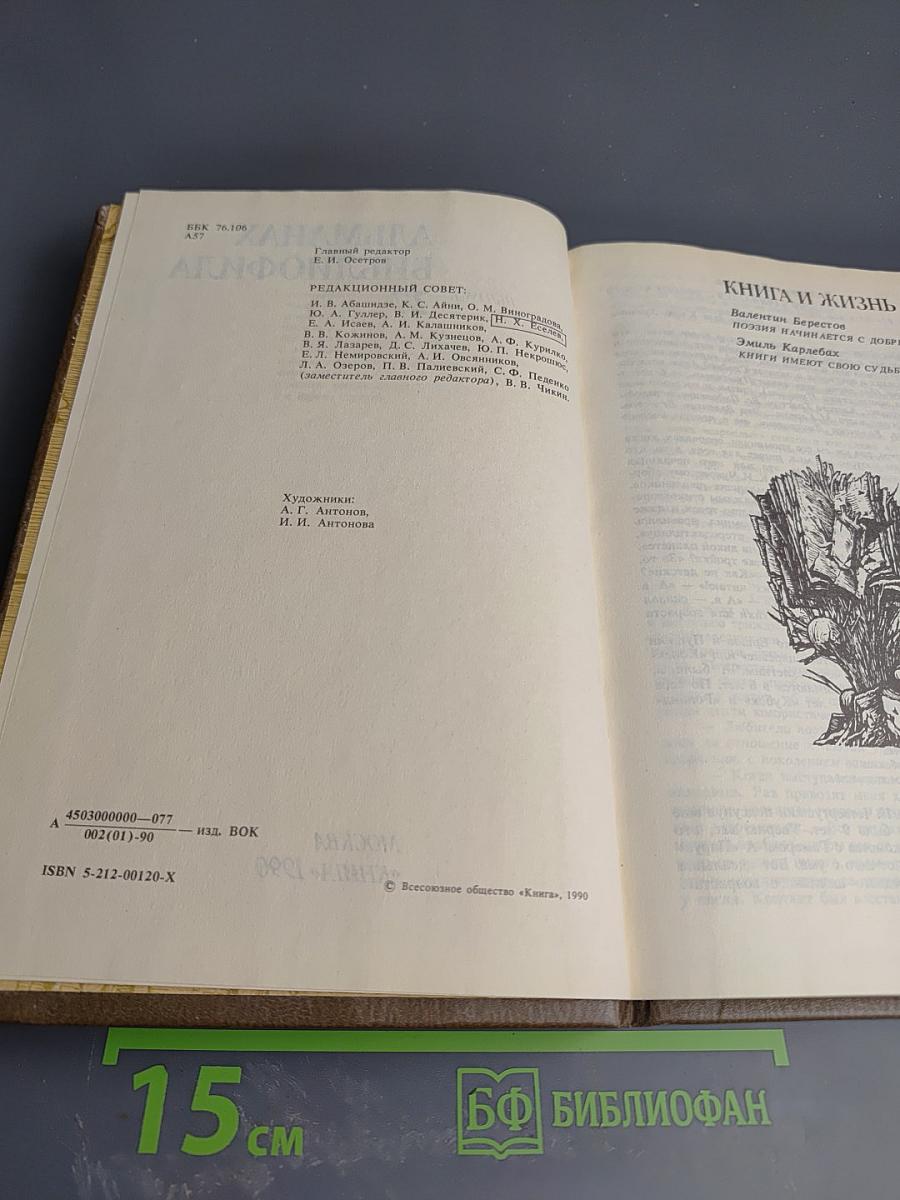 ББК 76.106
А57
Главный редактор
Е. И. Осетров
РЕДАКЦИОННЫЙ СОВЕТ:
И. В. Абашидзе, К. С. Айни, О. М. Виноградова,
Ю. А. Гуллер, В. И. Десятерик, Н. Х. Еселев,
Е. А. Исаев, А. И. Калашников,
В. В. Кожинов, А. М. Кузнецов, А. Ф. Курилко,
В. Я. Лазарев, Д. С. Лихачев, Ю. П. Некрошюс,
Е. Л. Немировский, А. И. Овсянников,
Л. А. Озеров, П. В. Палиевский, С. Ф. Педенко
(заместитель главного редактора), В. В. Чикин.
Художники:
А. Г. Антонов,
И. И. Антонова
А 4503000000—077
002(01)-90
— изд. ВОК
ISBN 5-212-00120-X
© Всесоюзное общество «Книга», 1990
КНИГА И ЖИЗНЬ
Валентин Берестов
ПОЭЗИЯ НАЧИНАЕТСЯ С ДОБР
Эмиль Карлебах
КНИГИ ИМЕЮТ СВОЮ СУДЬБ
15 см
БФ БИБЛИОФАН